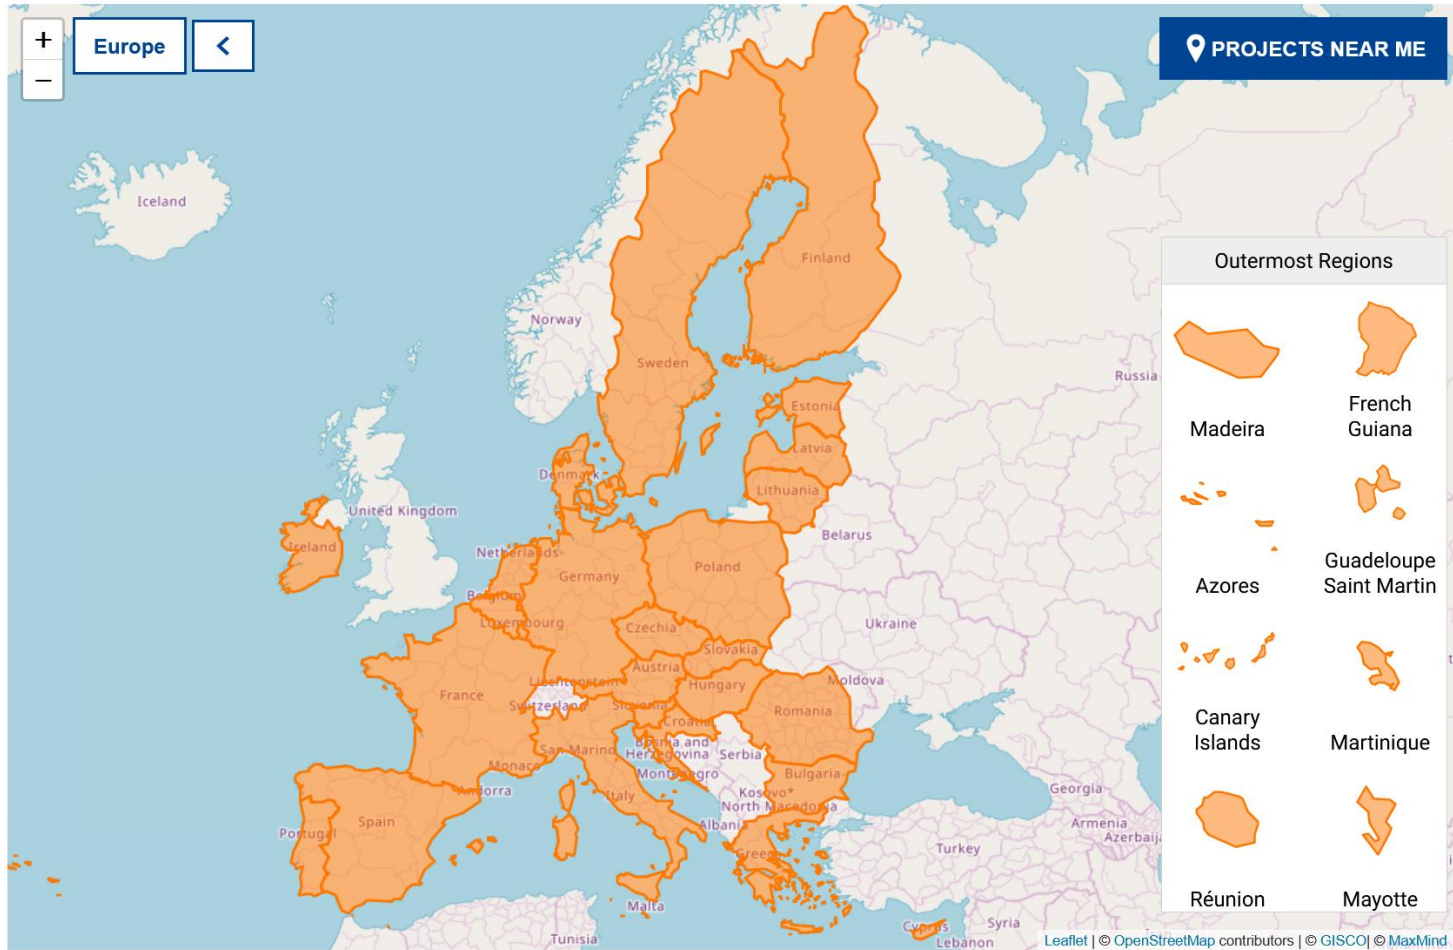 +
−
Europe
<
PROJECTS NEAR ME
Iceland
Norway
Sweden
Finland
Russia
Estonia
Latvia
Lithuania
Denmark
United Kingdom
Ireland
Netherlands
Belgium
Luxembourg
Germany
Poland
Belarus
Czechia
Ukraine
Slovakia
Austria
Liechtenstein
Switzerland
Hungary
Moldova
France
Slovenia
Croatia
Romania
San Marino
Bosnia and
Herzegovina
Serbia
Monaco
Montenegro
Bulgaria
Andorra
Italy
Kosovo*
North Macedonia
Georgia
Spain
Portugal
Albania
Armenia
Azerbaij
Greece
Turkey
Malta
Tunisia
Cyprus
Syria
Lebanon
Outermost Regions
Madeira
French
Guiana
Azores
Guadeloupe
Saint Martin
Canary
Islands
Martinique
Réunion
Mayotte
Leaflet | © OpenStreetMap contributors | © GISCO| © MaxMind